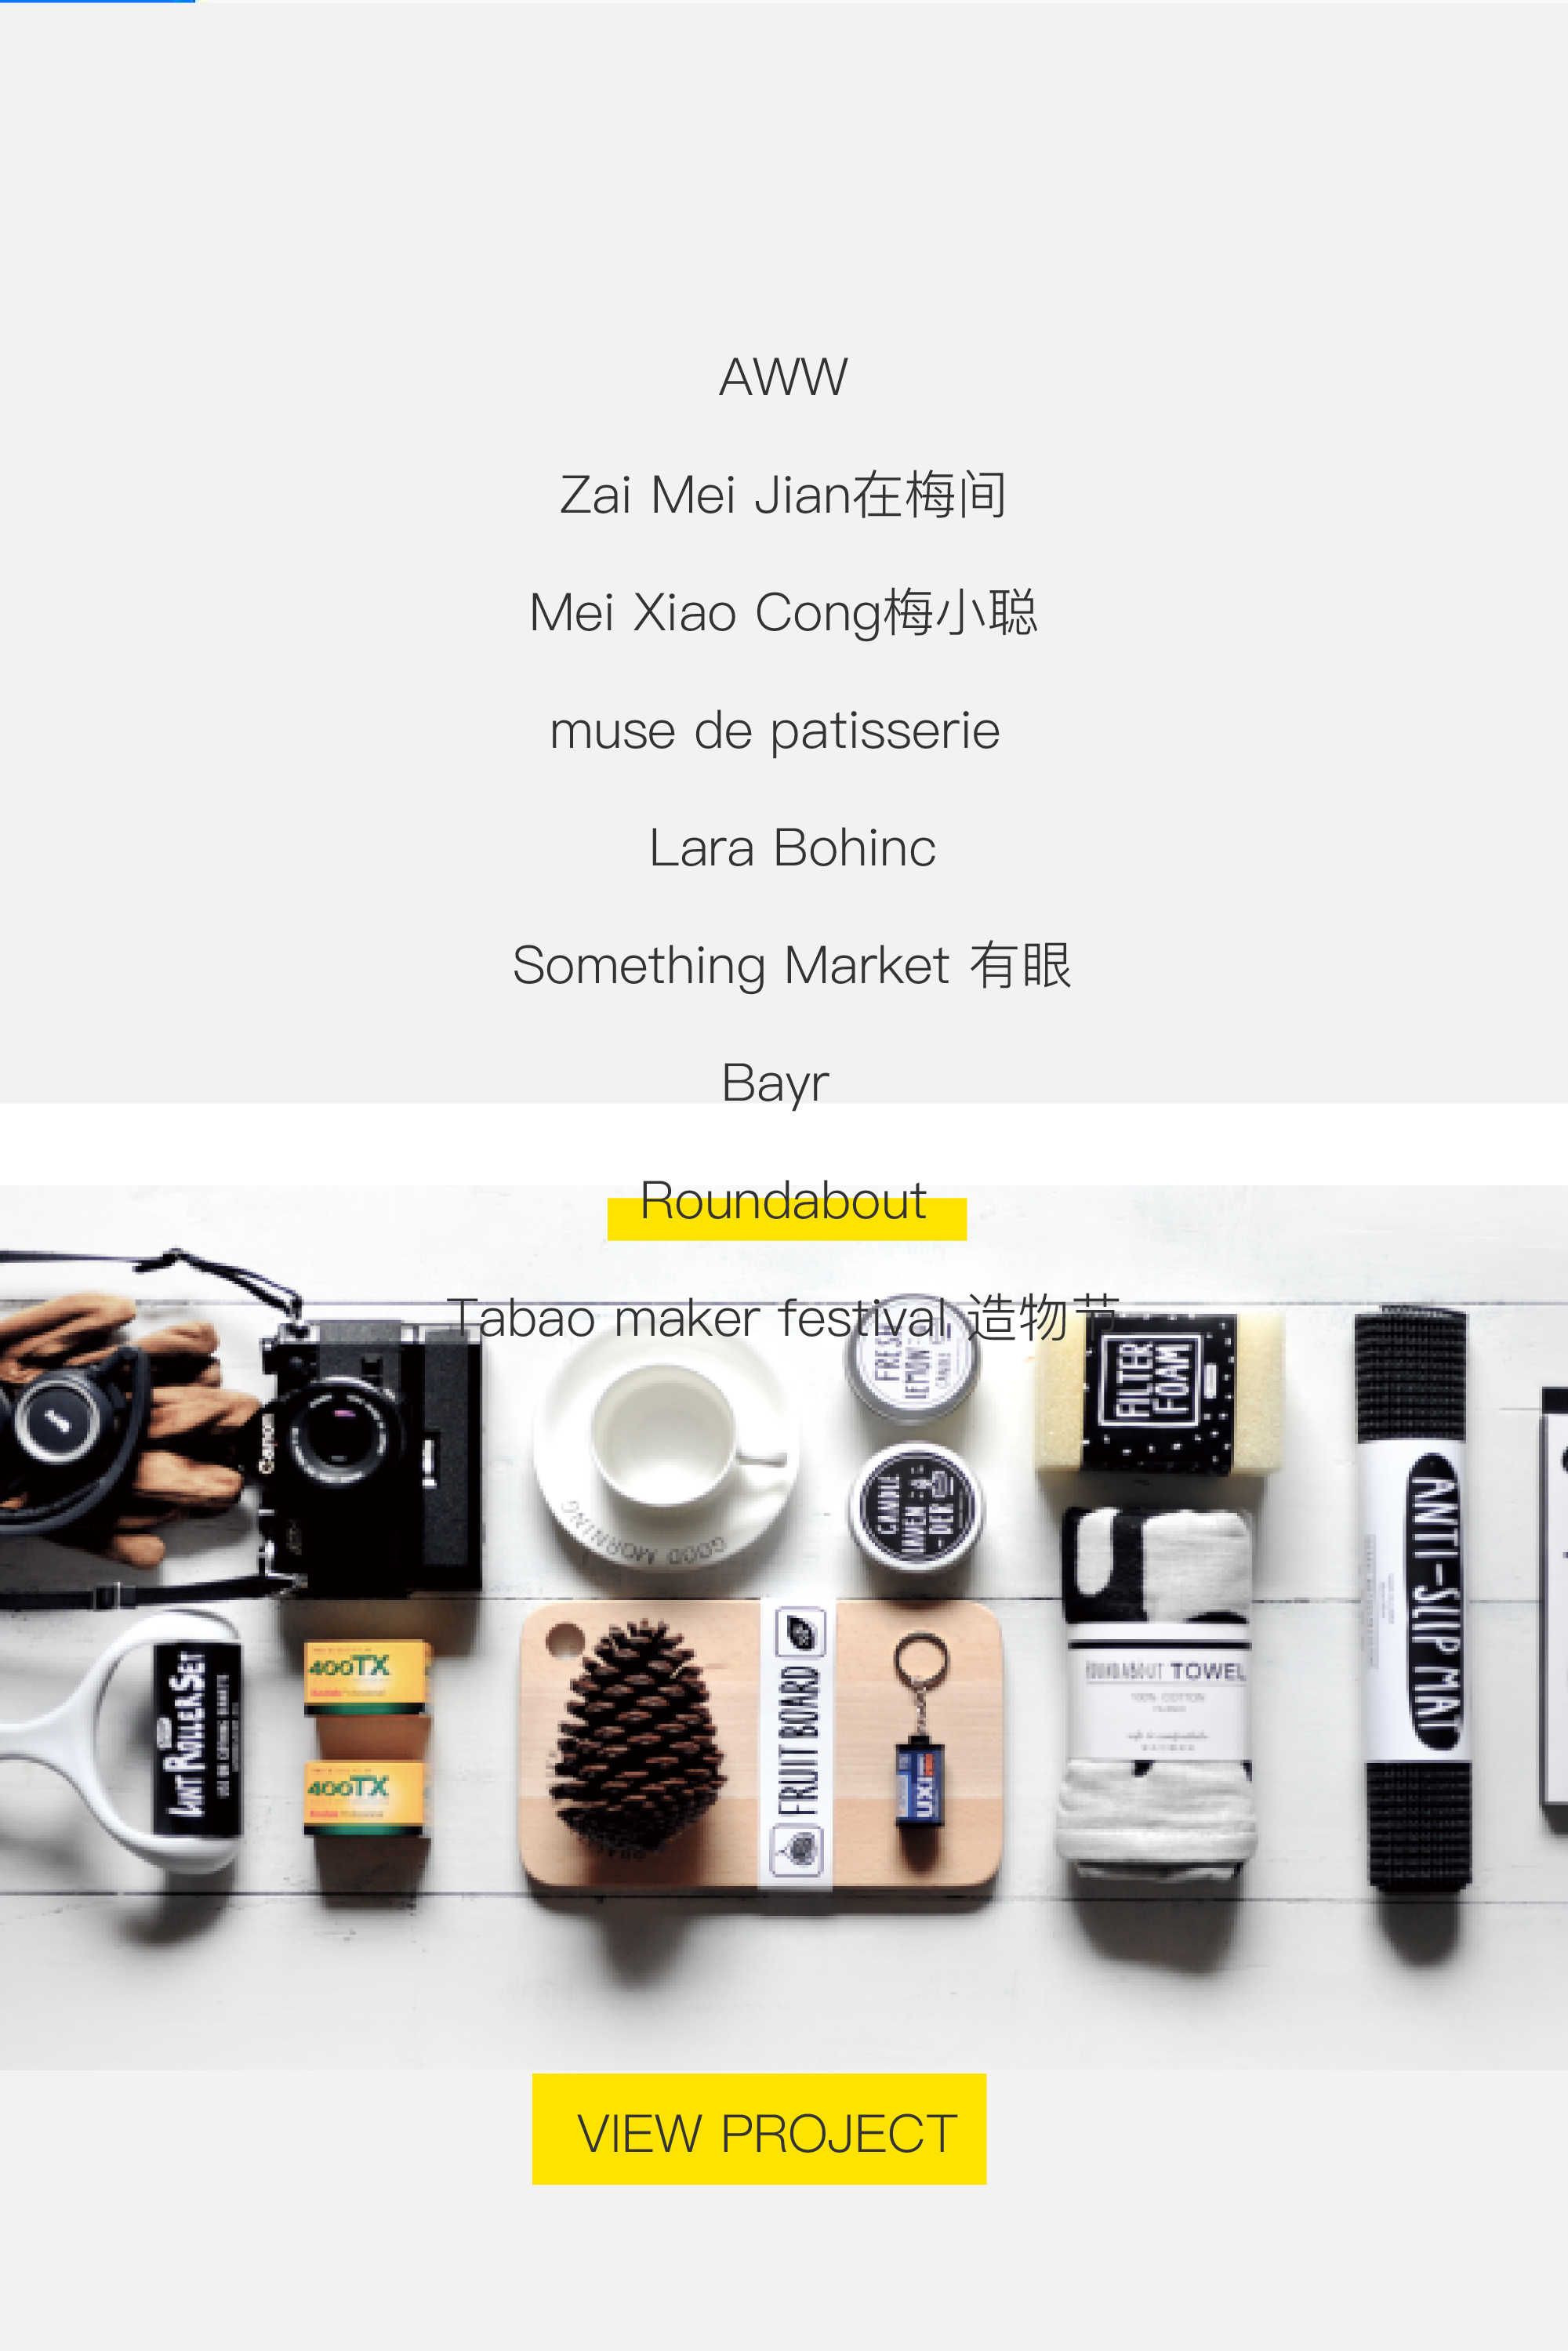 AWW
Zai Mei Jian在梅间
Mei Xiao Cong梅小聪
muse de patisserie
Lara Bohinc
Something Market 有眼
Bayr
Roundabout
Tabao maker festival 造物节
FRESH
LEMON
CANDLE
FILTER
FOAM
Canon
GOOD MORNING
CANDLE
LAVEN
DER
ANTI-SLIP MAT
LINT ROLLER SET
400TX
400TX
FRUIT BOARD
ROUNDABOUT TOWEL
100% COTTON
VIEW PROJECT